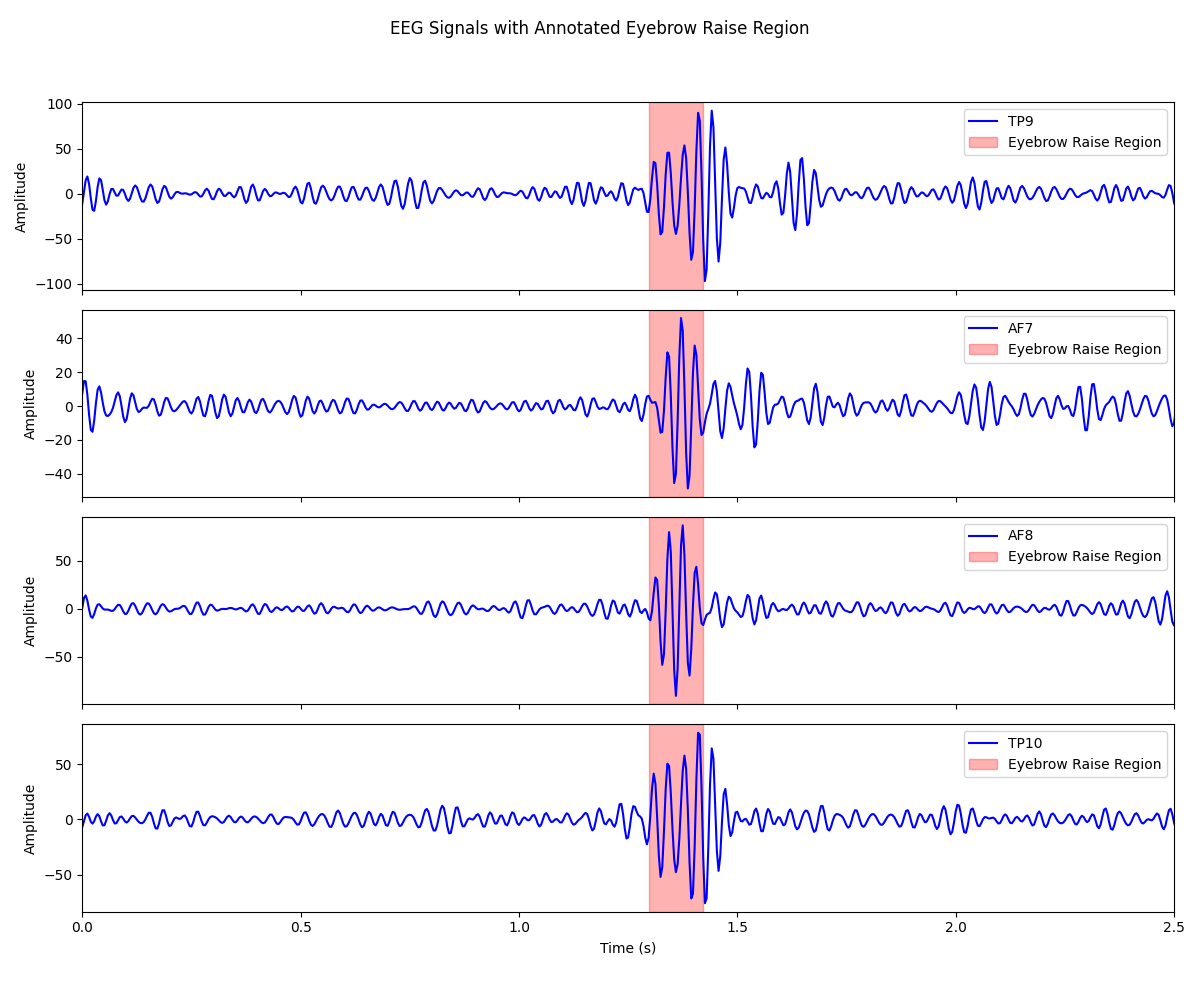 EEG Signals with Annotated Eyebrow Raise Region
100
50
0
−50
−100
Amplitude
TP9
Eyebrow Raise Region
40
20
0
−20
−40
Amplitude
AF7
Eyebrow Raise Region
50
0
−50
Amplitude
AF8
Eyebrow Raise Region
50
0
−50
Amplitude
TP10
Eyebrow Raise Region
0.0 0.5 1.0 1.5 2.0 2.5
Time (s)